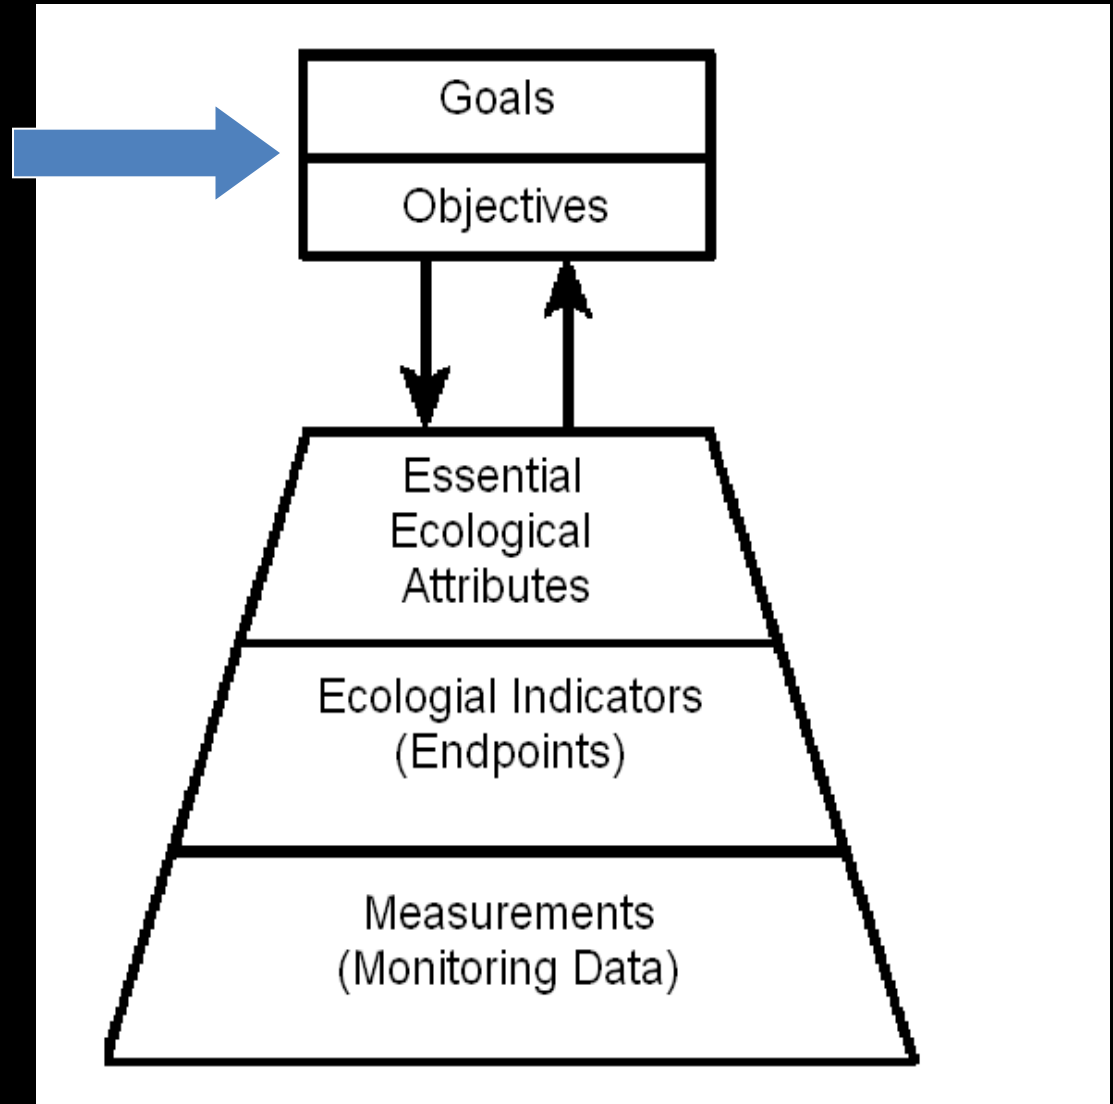 Goals
Objectives
Essential
Ecological
Attributes
Ecologial Indicators
(Endpoints)
Measurements
(Monitoring Data)